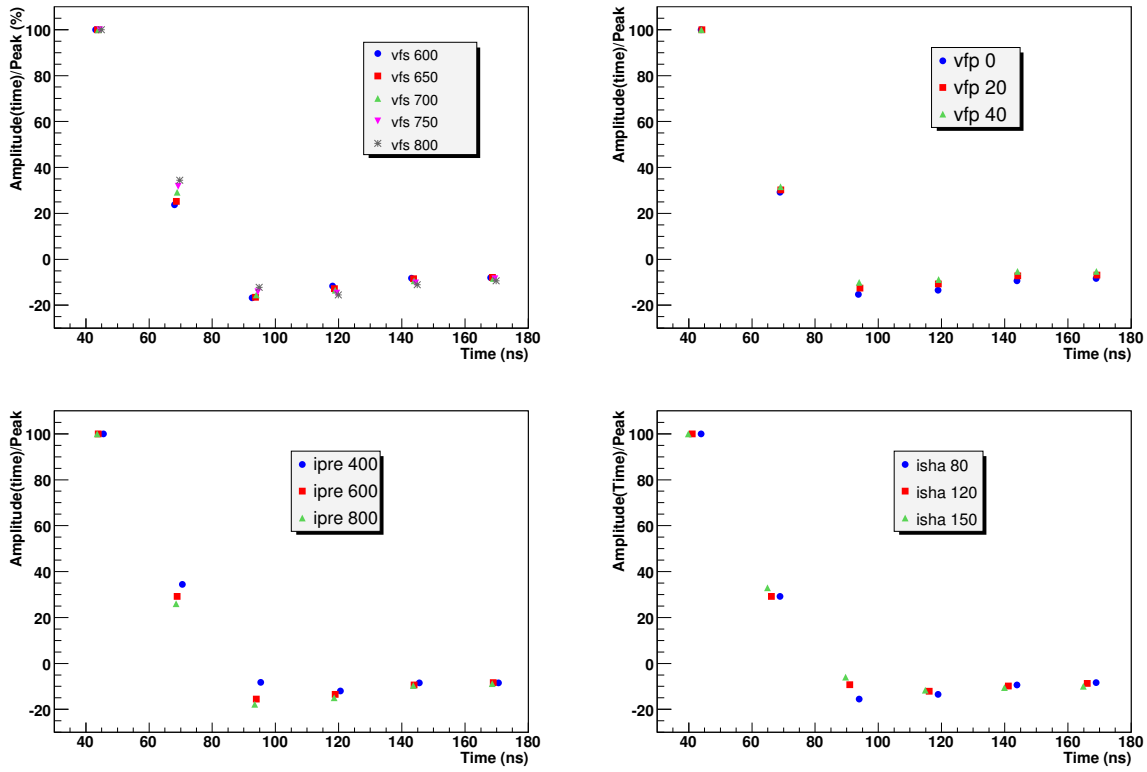 Amplitude(time)/Peak (%)
100
80
60
40
20
0
-20
vfs 600
vfs 650
vfs 700
vfs 750
vfs 800
40 60 80 100 120 140 160 180
Time (ns)
Amplitude(time)/Peak
100
80
60
40
20
0
-20
vfp 0
vfp 20
vfp 40
40 60 80 100 120 140 160 180
Time (ns)
Amplitude(time)/Peak
100
80
60
40
20
0
-20
ipre 400
ipre 600
ipre 800
40 60 80 100 120 140 160 180
Time (ns)
Amplitude(Time)/Peak
100
80
60
40
20
0
-20
isha 80
isha 120
isha 150
40 60 80 100 120 140 160 180
Time (ns)